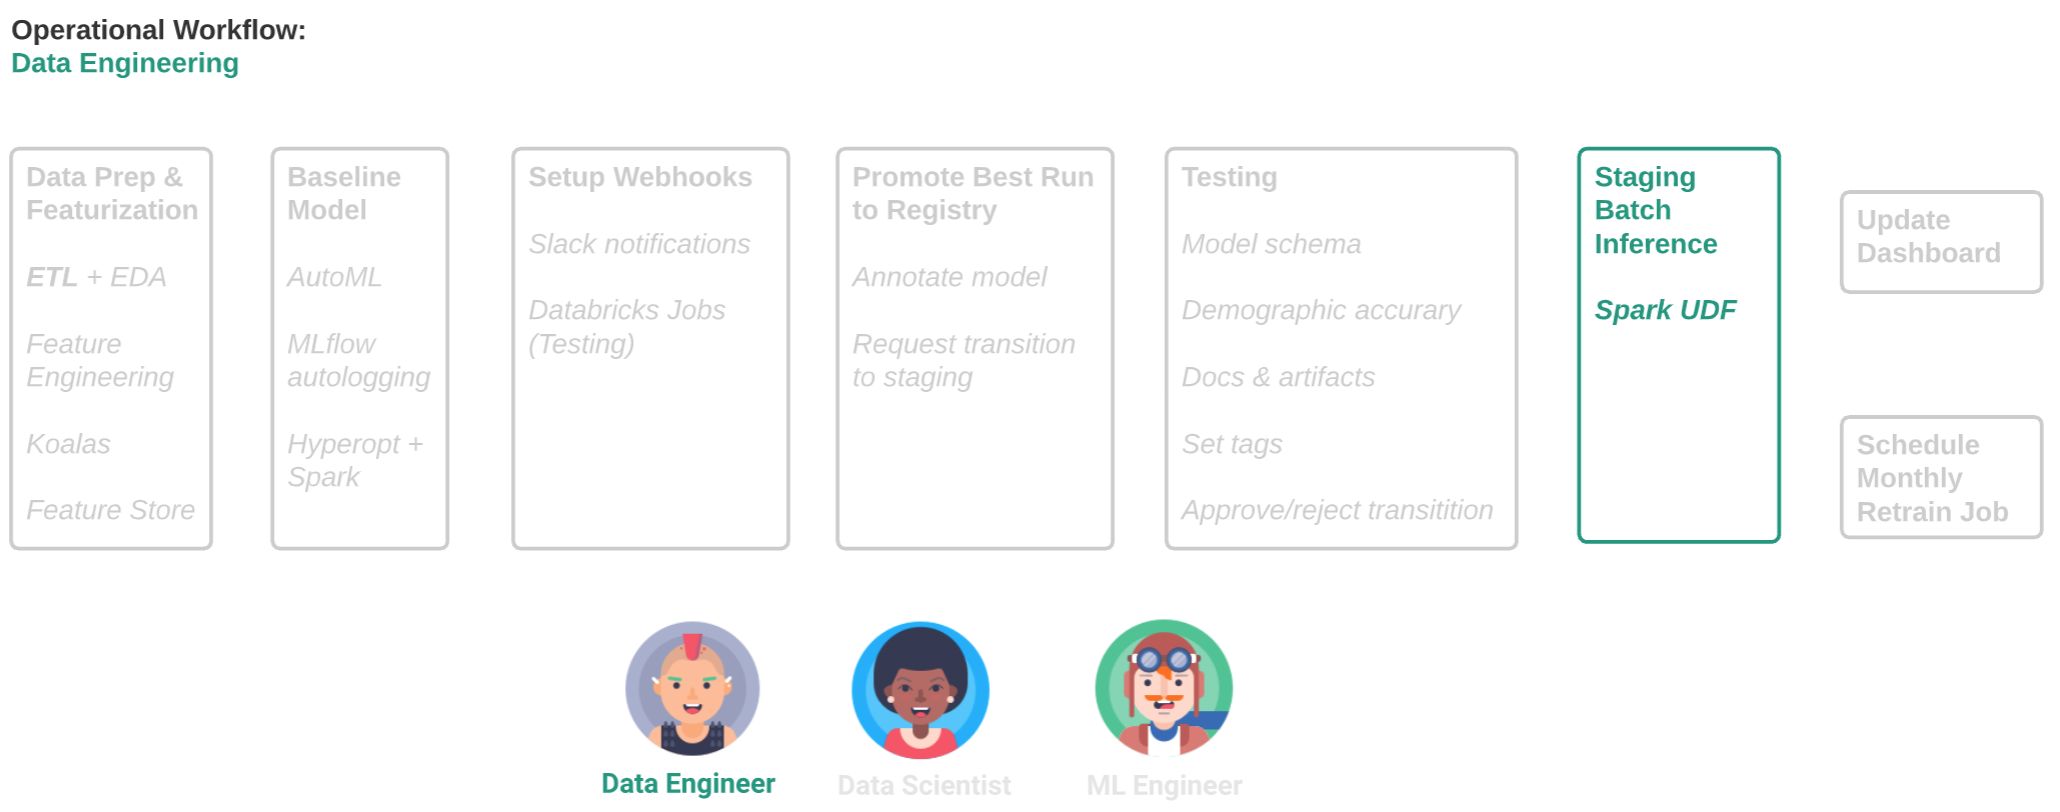 Operational Workflow:
Data Engineering
Data Prep &
Featurization
ETL + EDA
Feature
Engineering
Koalas
Feature Store
Baseline
Model
AutoML
MLflow
autologging
Hyperopt +
Spark
Setup Webhooks
Slack notifications
Databricks Jobs
(Testing)
Promote Best Run
to Registry
Annotate model
Request transition
to staging
Testing
Model schema
Demographic accurary
Docs & artifacts
Set tags
Approve/reject transitition
Staging
Batch
Inference
Spark UDF
Update
Dashboard
Schedule
Monthly
Retrain Job
Data Engineer
Data Scientist
ML Engineer